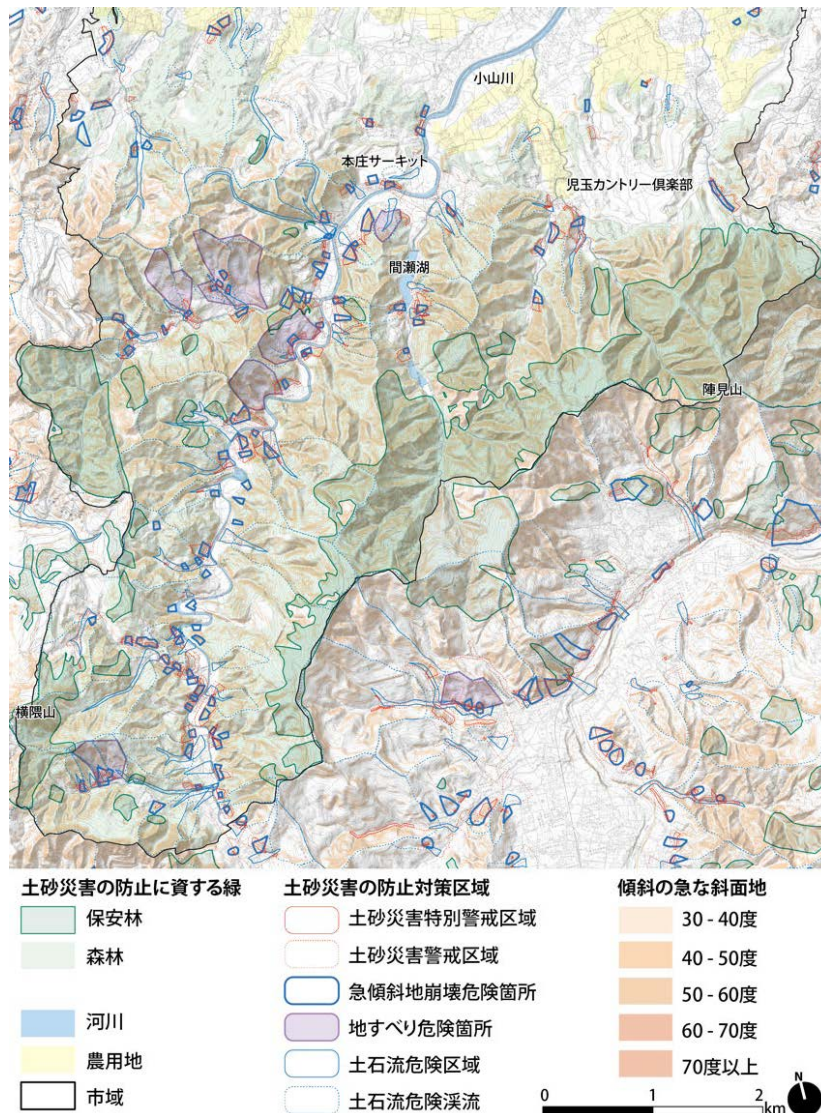 小山川
本庄サーキット
児玉カントリー倶楽部
間瀬湖
陣見山
横隈山
土砂災害の防止に資する緑
保安林
森林
河川
農用地
市域
土砂災害の防止対策区域
土砂災害特別警戒区域
土砂災害警戒区域
急傾斜地崩壊危険箇所
地すべり危険箇所
土石流危険区域
土石流危険渓流
傾斜の急な斜面地
30 - 40度
40 - 50度
50 - 60度
60 - 70度
70度以上
0 1 2
km
N